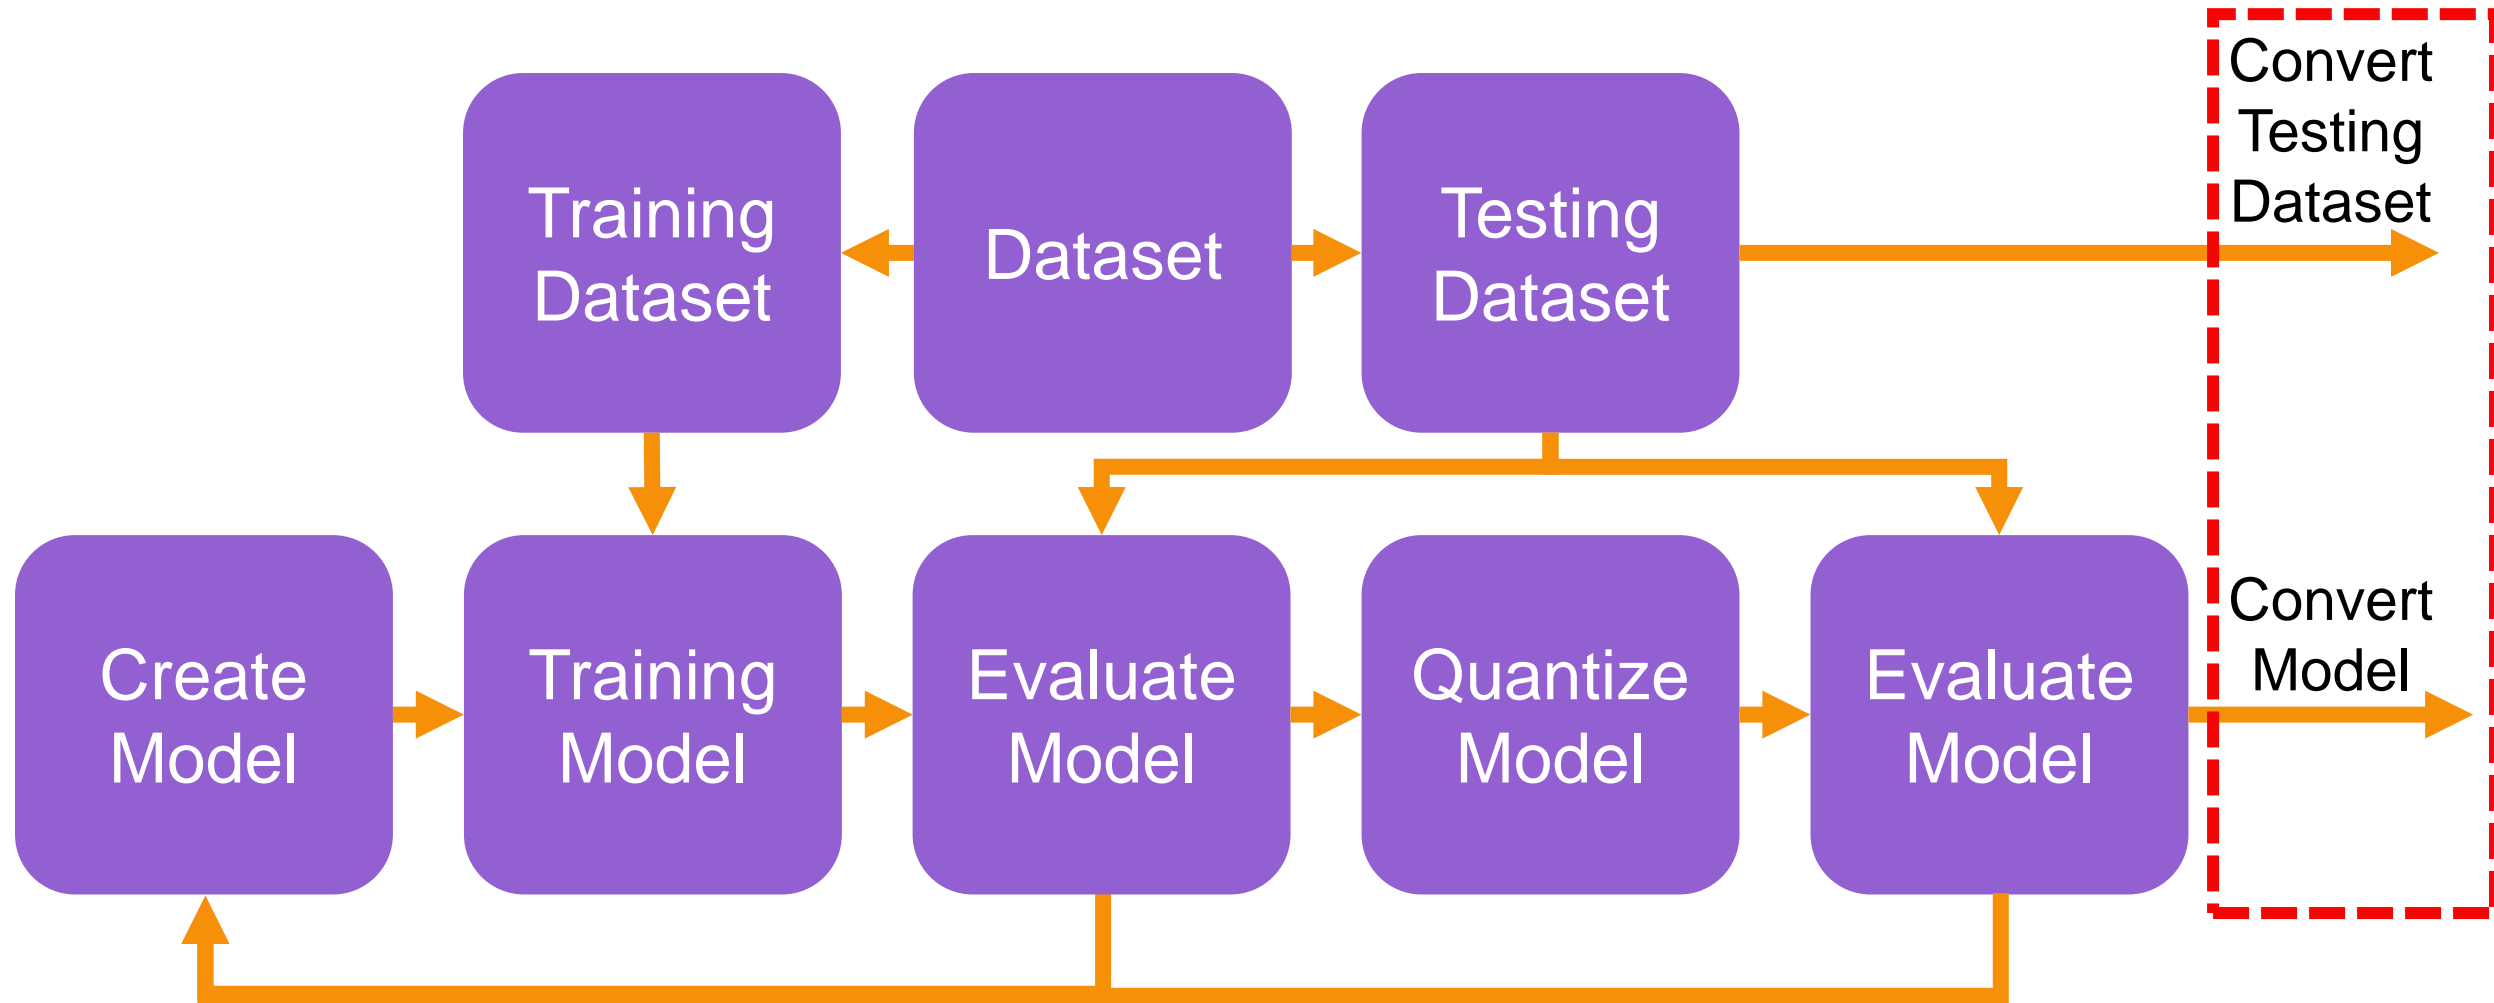 Training
Dataset
Dataset
Testing
Dataset
Convert
Testing
Dataset
Create
Model
Training
Model
Evaluate
Model
Quantize
Model
Evaluate
Model
Convert
Model